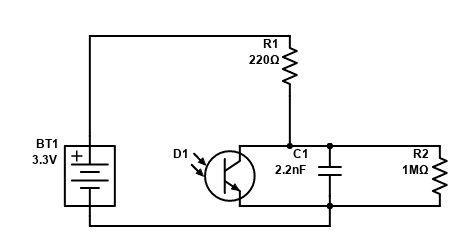 R1
220Ω
BT1
3.3V
+
D1
C1
2.2nF
R2
1MΩ